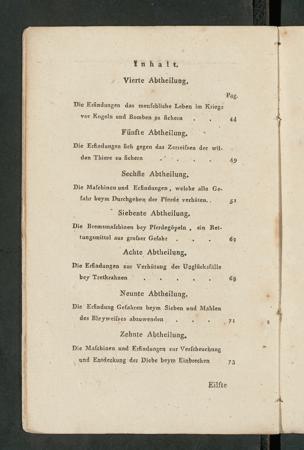 Inhalt.
Vierte Abtheilung,
Pag.
Die Erfindungen das menschliche Leben im Kriege
vor Kugeln und Bomben zu sichern . . 44
Fünfte Abtheilung,
Die Erfindungen sich gegen das Zerreissen der wil-
den Thiere zu sichern . . . . 49
Sechste Abtheilung,
Die Maschinen und Erfindungen, welche alle Ge-
fahr beym Durchgehen der Pferde verhüten. . 51
Siebente Abtheilung,
Die Bremsmaschinen bey Pferdegöpeln, ein Ret-
tungsmittel aus grosser Gefahr . . . 62
Achte Abtheilung,
Die Erfindungen zur Verhütung der Unglücksfälle
bey Tretkrahnen . . . . 68
Neunte Abtheilung,
Die Erfindung Gefahren beym Sieben und Mahlen
des Bleyweisses abzuwenden . . . 71
Zehnte Abtheilung,
Die Maschinen und Erfindungen zur Verscheuchung
und Entdeckung der Diebe beym Einbrechen 73
Eilfte